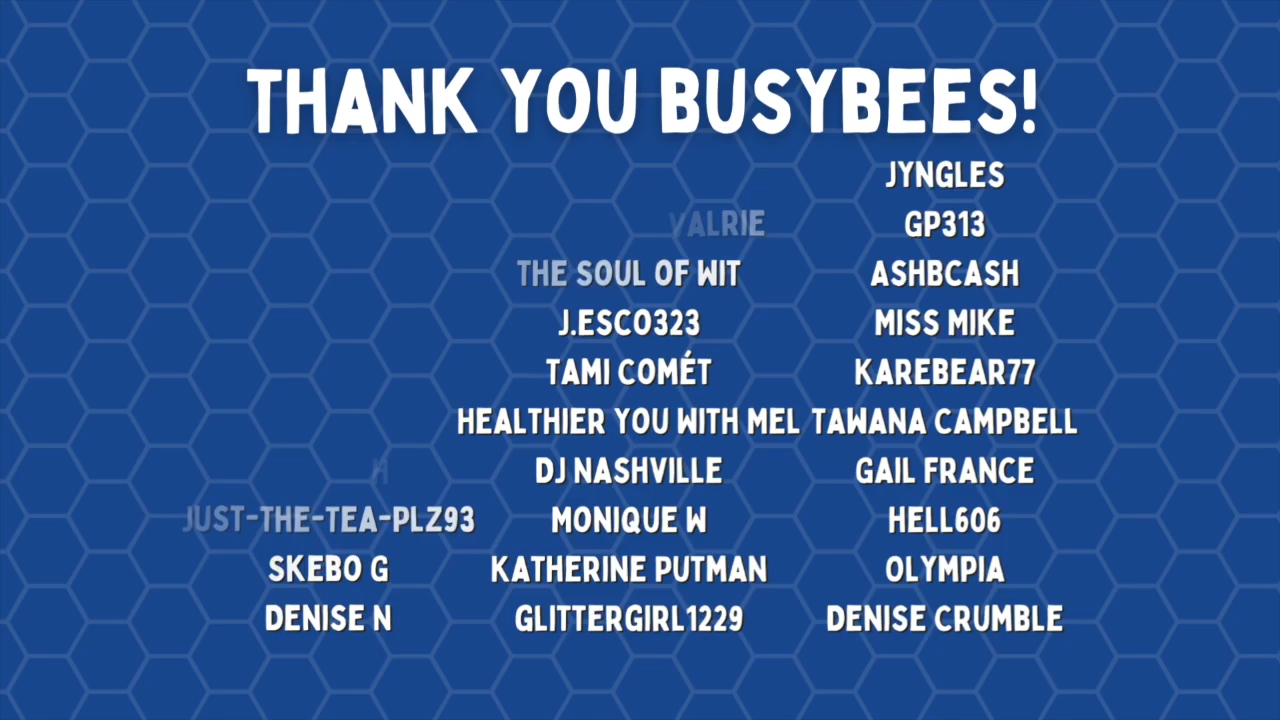 THANK YOU BUSYBEES!
JUST-THE-TEA-PLZ93
SKEBO G
DENISE N
VALRIE
THE SOUL OF WIT
J.ESCO323
TAMI COMÉT
HEALTHIER YOU WITH MEL
DJ NASHVILLE
MONIQUE W
KATHERINE PUTMAN
GLITTERGIRL1229
JYNGLES
GP313
ASHBCASH
MISS MIKE
KAREBEAR77
TAWANA CAMPBELL
GAIL FRANCE
HELL606
OLYMPIA
DENISE CRUMBLE